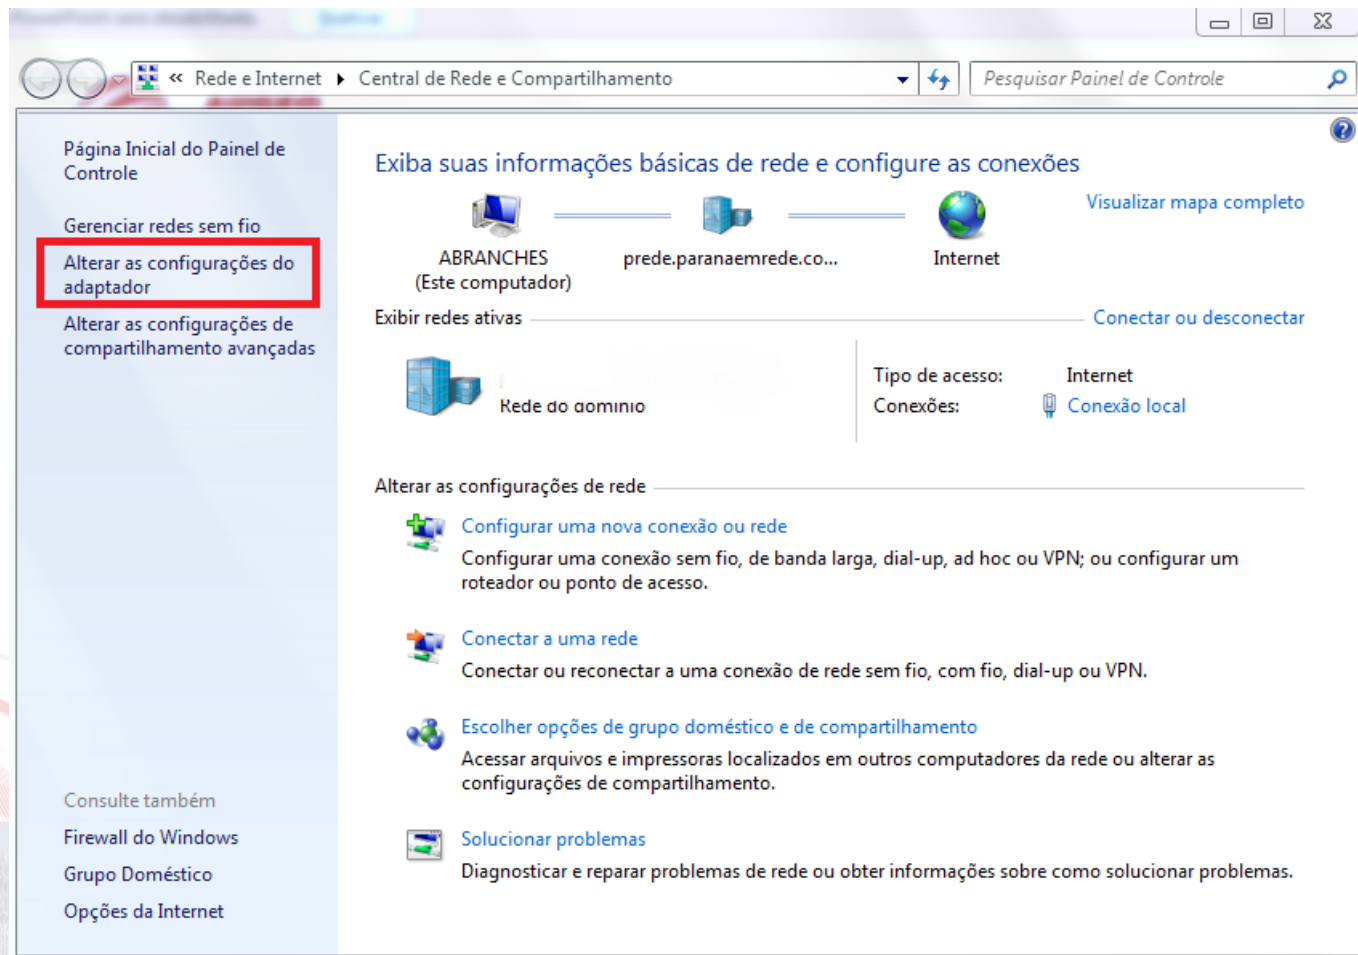 Rede e Internet
Central de Rede e Compartilhamento
Pesquisar Painel de Controle
Página Inicial do Painel de
Controle
Gerenciar redes sem fio
Alterar as configurações do
adaptador
Alterar as configurações de
compartilhamento avançadas
Consulte também
Firewall do Windows
Grupo Doméstico
Opções da Internet
Exiba suas informações básicas de rede e configure as conexões
Visualizar mapa completo
ABRANCHES
(Este computador)
prede.paranaemrede.co...
Internet
Exibir redes ativas
Conectar ou desconectar
Rede do domínio
Tipo de acesso: Internet
Conexões: Conexão local
Alterar as configurações de rede
Configurar uma nova conexão ou rede
Configurar uma conexão sem fio, de banda larga, dial-up, ad hoc ou VPN; ou configurar um
roteador ou ponto de acesso.
Conectar a uma rede
Conectar ou reconectar a uma conexão de rede sem fio, com fio, dial-up ou VPN.
Escolher opções de grupo doméstico e de compartilhamento
Acessar arquivos e impressoras localizados em outros computadores da rede ou alterar as
configurações de compartilhamento.
Solucionar problemas
Diagnosticar e reparar problemas de rede ou obter informações sobre como solucionar problemas.